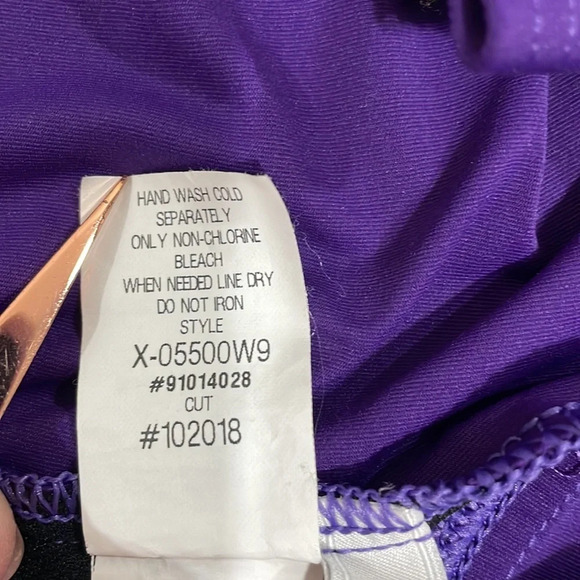 HAND WASH COLD
SEPARATELY
ONLY NON-CHLORINE
BLEACH
WHEN NEEDED LINE DRY
DO NOT IRON
STYLE
X-05500W9
#91014028
CUT
#102018